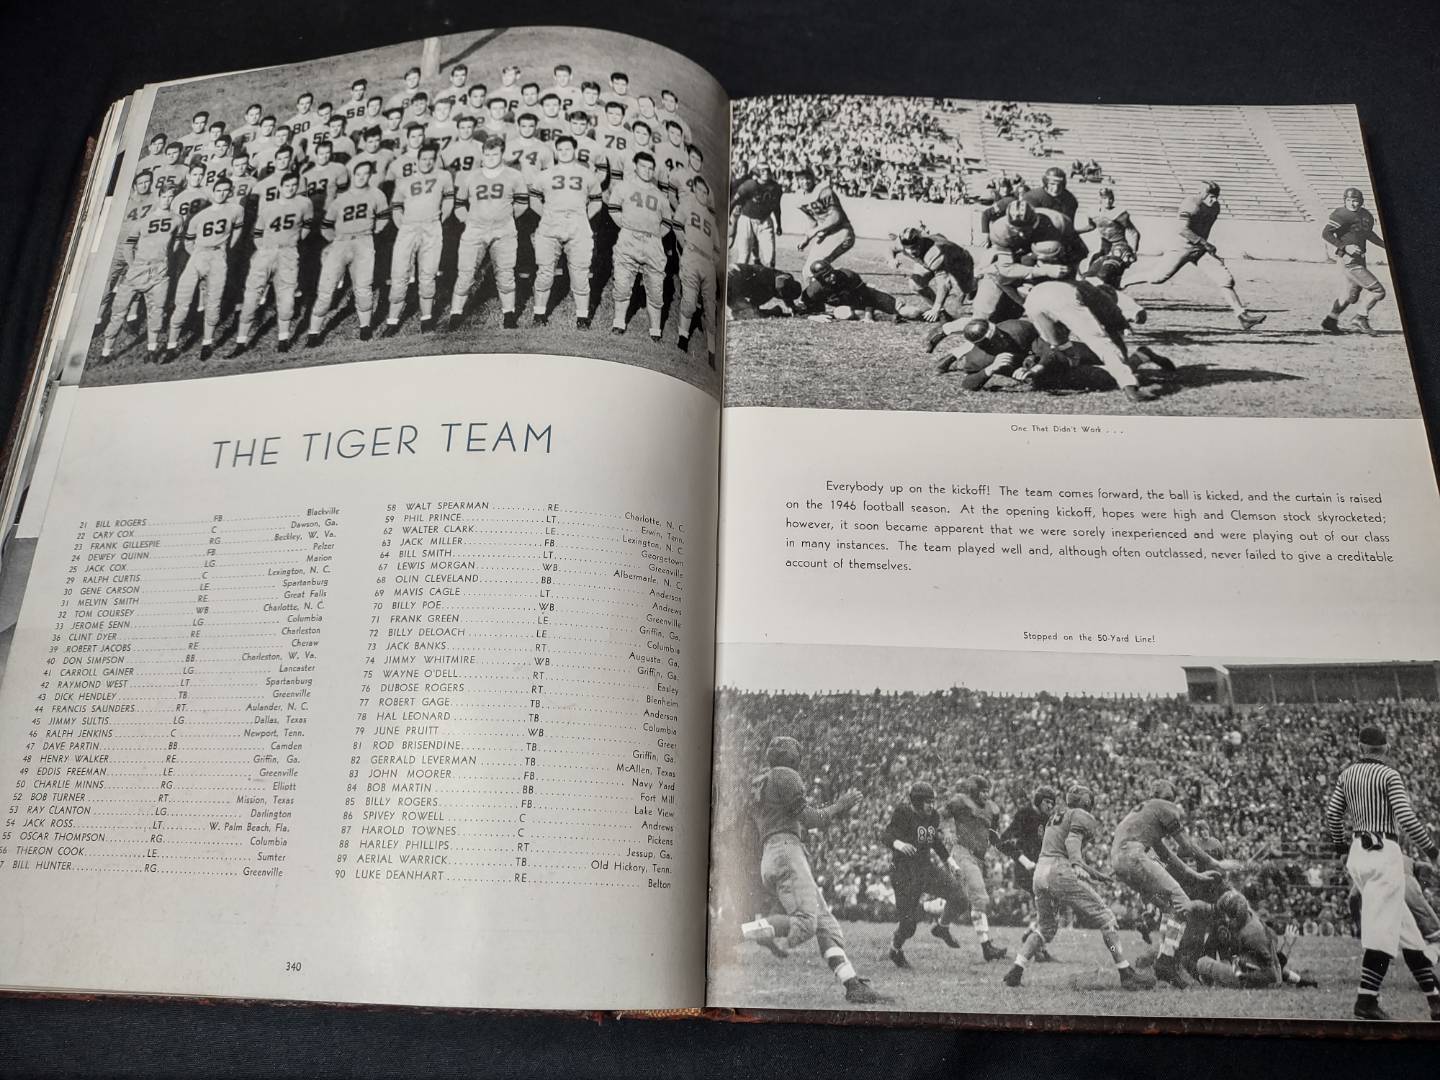 THE TIGER TEAM
21 BILL ROGERS FB Blackville
22 CARY COX C Dawson, Ga.
23 FRANK GILLESPIE RG Beckley, W. Va.
24 DEWEY QUINN FB Pelzer
25 JACK COX LG Marion
29 RALPH CURTIS C Lexington, N. C.
30 GENE CARSON LE Spartanburg
31 MELVIN SMITH RE Great Falls
32 TOM COURSEY WB Charlotte, N. C.
33 JEROME SENN LG Columbia
36 CLINT DYER RE Charleston
39 ROBERT JACOBS RE Cheraw
40 DON SIMPSON BB Charleston, W. Va.
41 CARROLL GAINER LG Lancaster
42 RAYMOND WEST LT Spartanburg
43 DICK HENDLEY TB Greenville
44 FRANCIS SAUNDERS RT Aulander, N. C.
45 JIMMY SULTIS LG Dallas, Texas
46 RALPH JENKINS C Newport, Tenn.
47 DAVE PARTIN BB Camden
48 HENRY WALKER RE Griffin, Ga.
49 EDDIS FREEMAN LE Greenville
50 CHARLIE MINNS RG Elliott
52 BOB TURNER RT Mission, Texas
53 RAY CLANTON LG Darlington
54 JACK ROSS LT W. Palm Beach, Fla.
55 OSCAR THOMPSON RG Columbia
56 THERON COOK LE Sumter
7 BILL HUNTER RG Greenville
58 WALT SPEARMAN RE Charlotte, N. C.
59 PHIL PRINCE LT Erwin, Tenn.
62 WALTER CLARK LE Lexington, N. C.
63 JACK MILLER FB Georgetown
64 BILL SMITH LT Greenville
67 LEWIS MORGAN WB Albermarle, N. C.
68 OLIN CLEVELAND BB Anderson
69 MAVIS CAGLE LT Andrews
70 BILLY POE WB Greenville
71 FRANK GREEN LE Griffin, Ga.
72 BILLY DELOACH LE Columbia
73 JACK BANKS RT Augusta, Ga.
74 JIMMY WHITMIRE WB Griffin, Ga.
75 WAYNE O'DELL RT Easley
76 DUBOSE ROGERS RT Blenheim
77 ROBERT GAGE TB Anderson
78 HAL LEONARD TB Columbia
79 JUNE PRUITT WB Greer
81 ROD BRISENDINE TB Griffin, Ga.
82 GERRALD LEVERMAN TB McAllen, Texas
83 JOHN MOORER FB Navy Yard
84 BOB MARTIN BB Fort Mill
85 BILLY ROGERS FB Lake View
86 SPIVEY ROWELL C Andrews
87 HAROLD TOWNES C Pickens
88 HARLEY PHILLIPS RT Jessup, Ga.
89 AERIAL WARRICK TB Old Hickory, Tenn.
90 LUKE DEANHART RE Belton
340
One That Didn't Work . . .
Everybody up on the kickoff! The team comes forward, the ball is kicked, and the curtain is raised
on the 1946 football season. At the opening kickoff, hopes were high and Clemson stock skyrocketed;
however, it soon became apparent that we were sorely inexperienced and were playing out of our class
in many instances. The team played well and, although often outclassed, never failed to give a creditable
account of themselves.
Stopped on the 50-Yard Line!